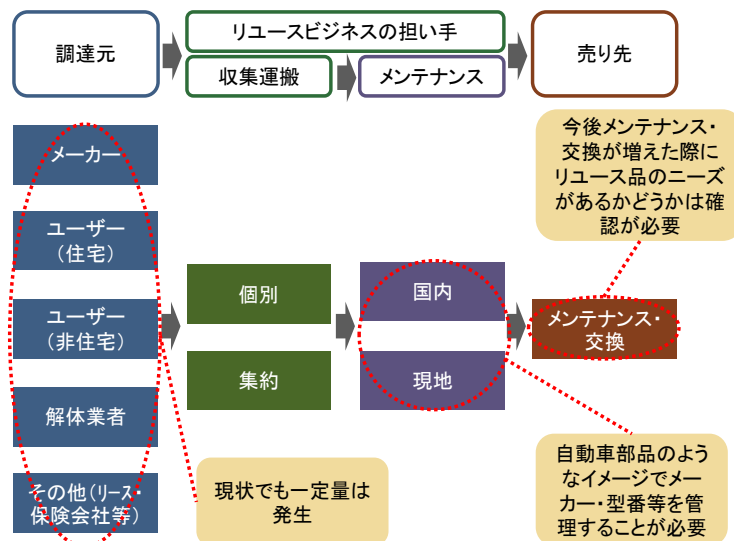 調達元
リユースビジネスの担い手
収集運搬
メンテナンス
売り先
メーカー
ユーザー
（住宅）
ユーザー
（非住宅）
解体業者
その他（リース・
保険会社等）
個別
集約
国内
現地
メンテナンス・
交換
今後メンテナンス・
交換が増えた際に
リユース品のニーズ
があるかどうかは確
認が必要
現状でも一定量は
発生
自動車部品のよう
なイメージでメー
カー・型番等を管
理することが必要